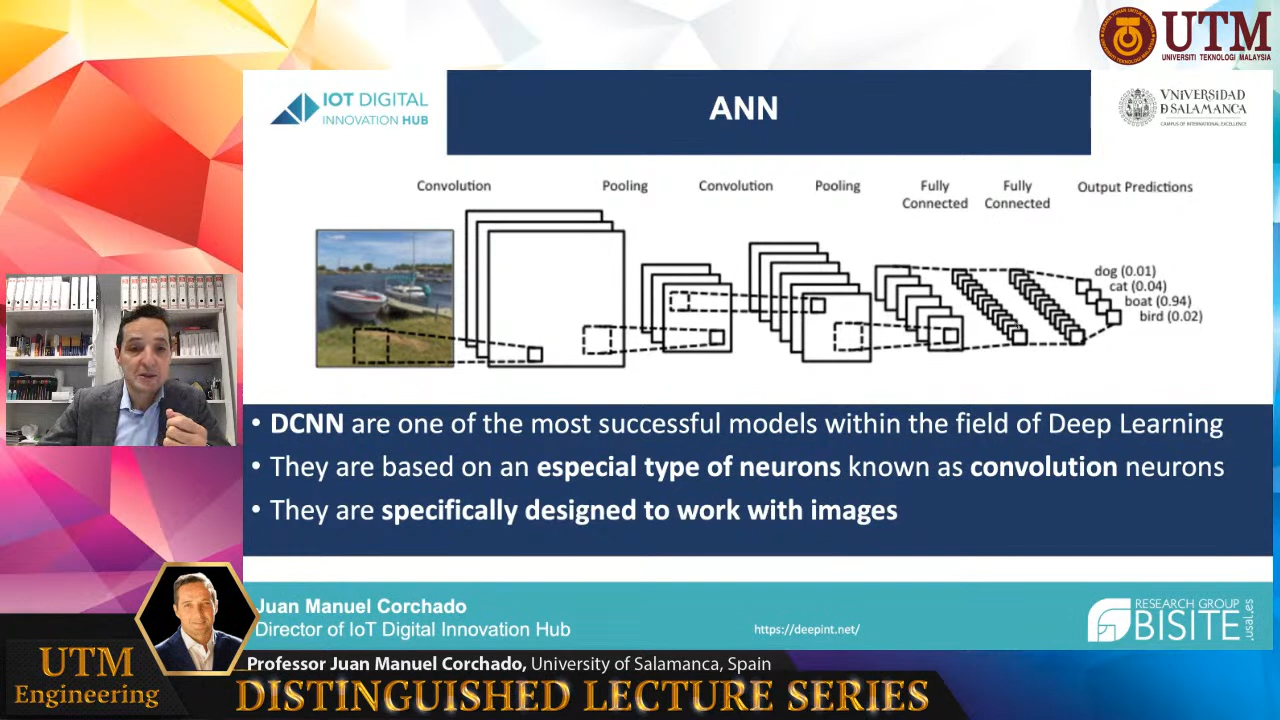 UTM
UNIVERSITI TEKNOLOGI MALAYSIA
IOT DIGITAL
INNOVATION HUB
ANN
VNIVERSIDAD
D SALAMANCA
CAMPUS OF INTERNATIONAL EXCELLENCE
Convolution
Pooling
Convolution
Pooling
Fully
Connected
Fully
Connected
Output Predictions
dog (0.01)
cat (0.04)
boat (0.94)
bird (0.02)
• DCNN are one of the most successful models within the field of Deep Learning
• They are based on an especial type of neurons known as convolution neurons
• They are specifically designed to work with images
Juan Manuel Corchado
Director of IoT Digital Innovation Hub
https://deepint.net/
RESEARCH GROUP
BISITE
.usal.es
Professor Juan Manuel Corchado, University of Salamanca, Spain
UTM
Engineering
DISTINGUISHED LECTURE SERIES